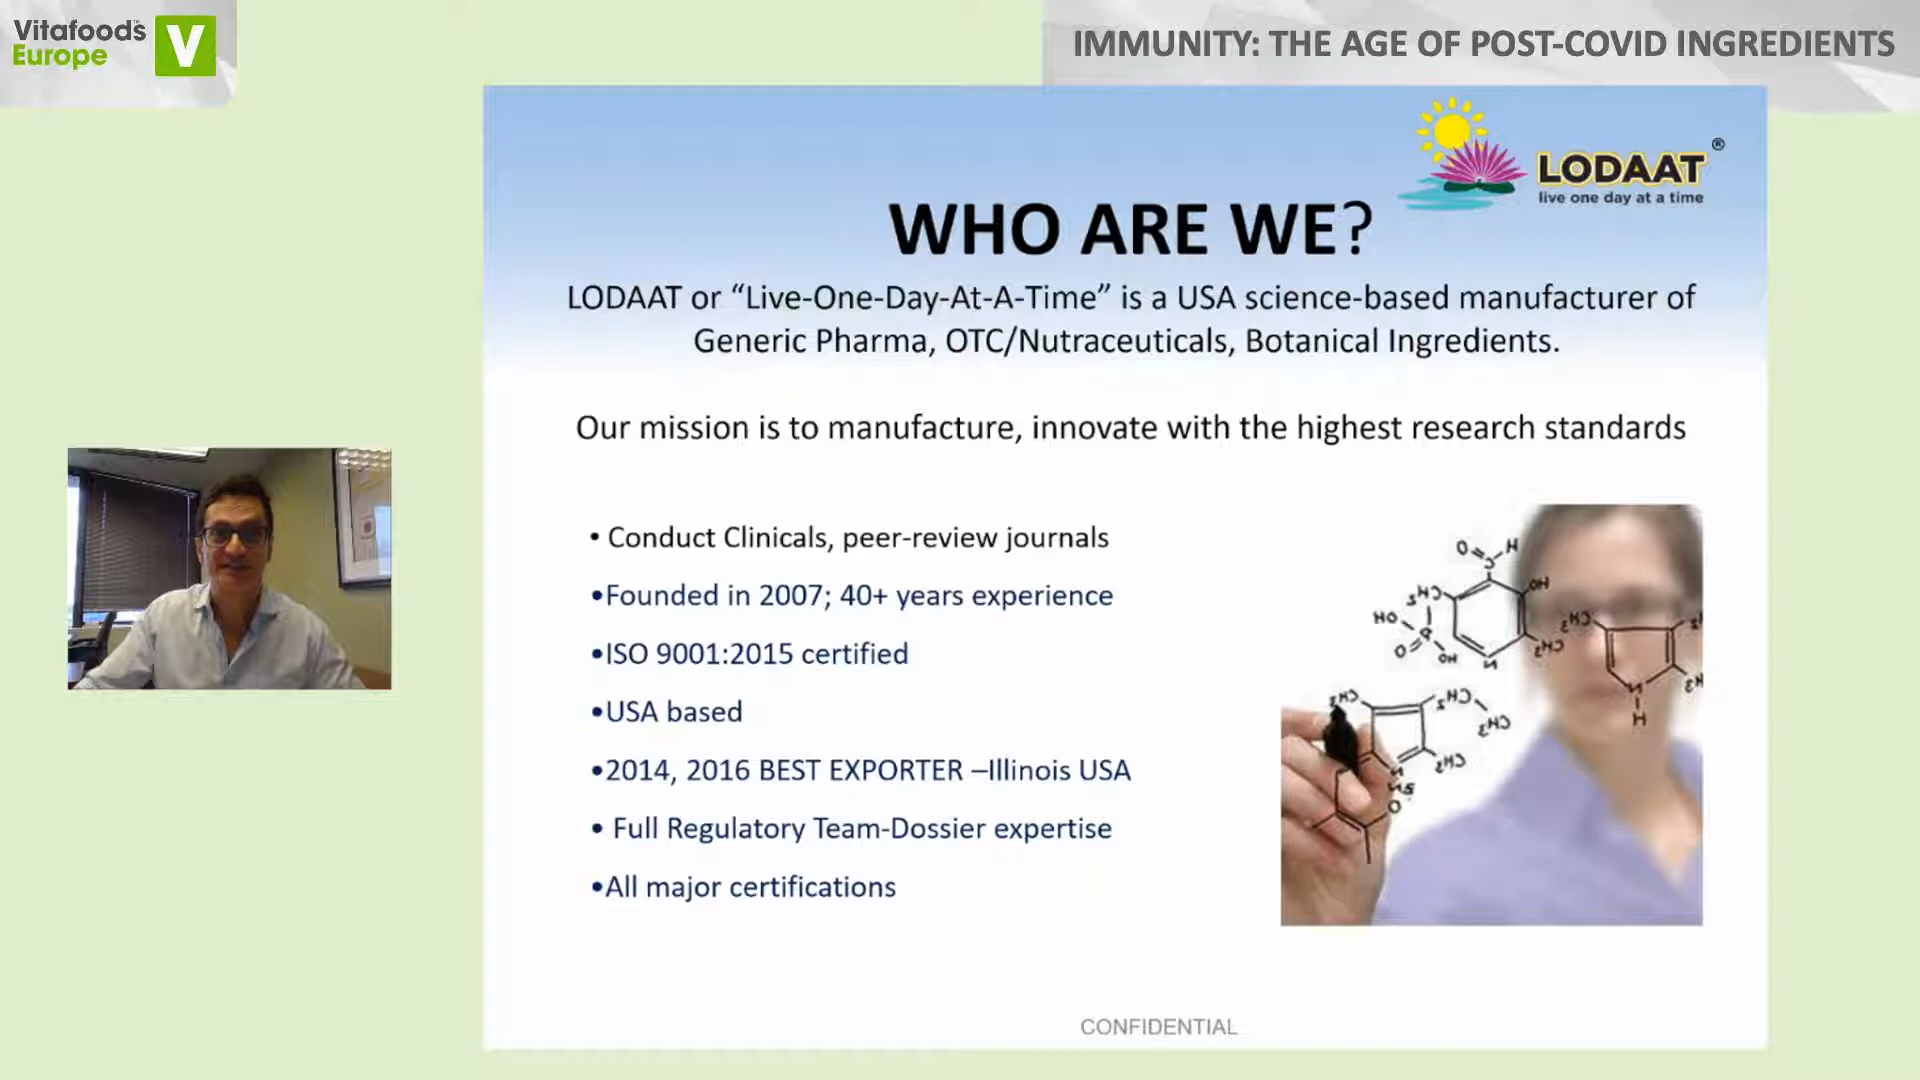 Vitafoods™
Europe
V
IMMUNITY: THE AGE OF POST-COVID INGREDIENTS
LODAAT ®
live one day at a time
WHO ARE WE?
LODAAT or “Live-One-Day-At-A-Time” is a USA science-based manufacturer of
Generic Pharma, OTC/Nutraceuticals, Botanical Ingredients.
Our mission is to manufacture, innovate with the highest research standards
• Conduct Clinicals, peer-review journals
•Founded in 2007; 40+ years experience
•ISO 9001:2015 certified
•USA based
•2014, 2016 BEST EXPORTER –Illinois USA
• Full Regulatory Team-Dossier expertise
•All major certifications
CONFIDENTIAL